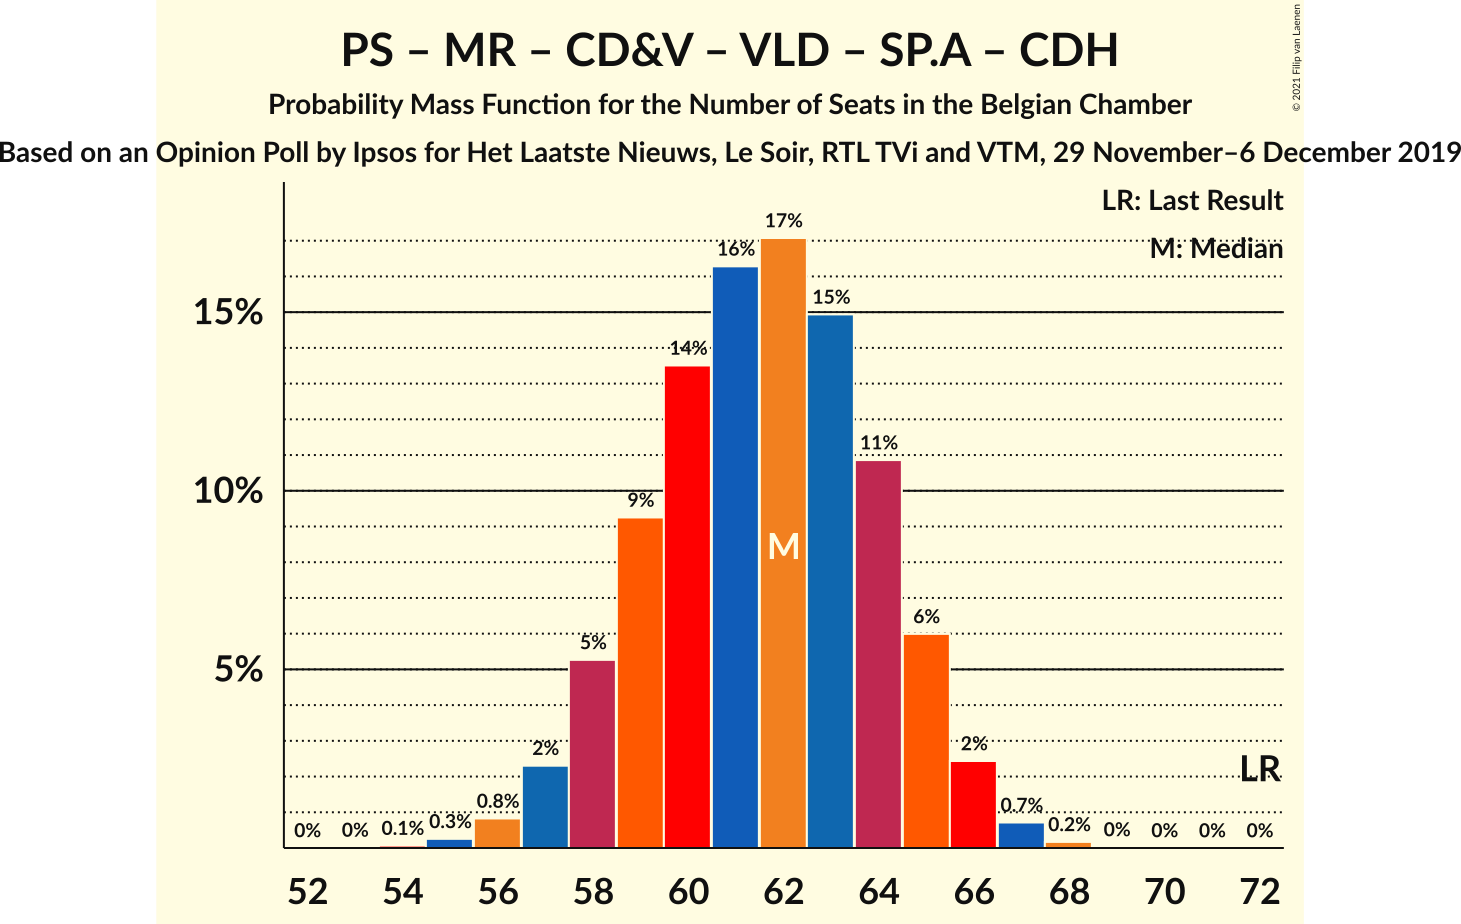 PS – MR – CD&V – VLD – SP.A – CDH
Probability Mass Function for the Number of Seats in the Belgian Chamber
Based on an Opinion Poll by Ipsos for Het Laatste Nieuws, Le Soir, RTL TVi and VTM, 29 November–6 December 2019
© 2021 Filip van Laenen
LR: Last Result
M: Median
15%
10%
5%
0%
0%
0.1%
0.3%
0.8%
2%
5%
9%
14%
16%
17%
15%
11%
6%
2%
0.7%
0.2%
0%
0%
0%
0%
M
LR
52 54 56 58 60 62 64 66 68 70 72